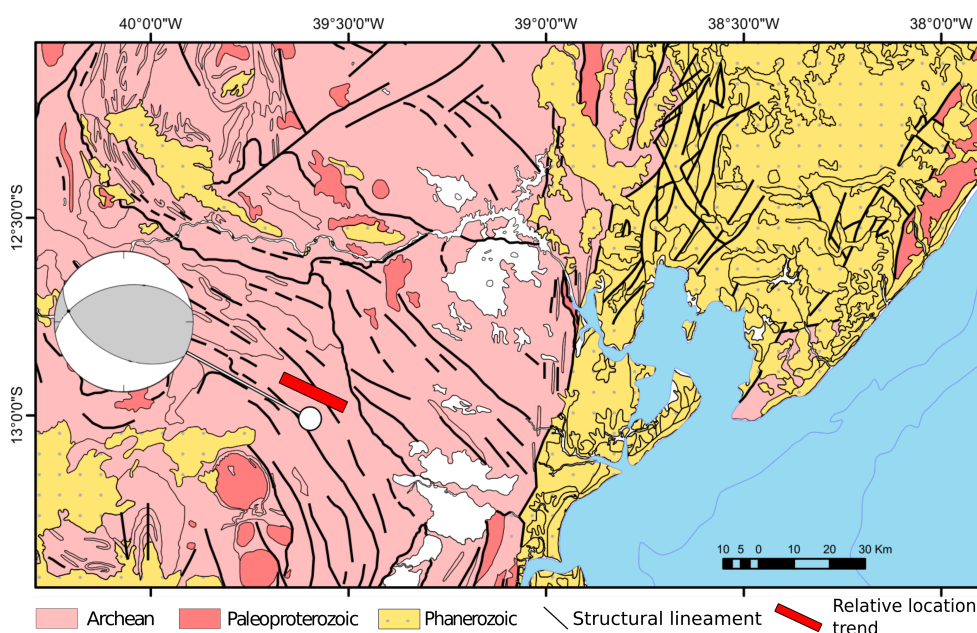 40°0'0"W 39°30'0"W 39°0'0"W 38°30'0"W 38°0'0"W
12°30'0"S
13°0'0"S
10 5 0 10 20 30 Km
Archean Paleoproterozoic Phanerozoic Structural lineament Relative location
trend